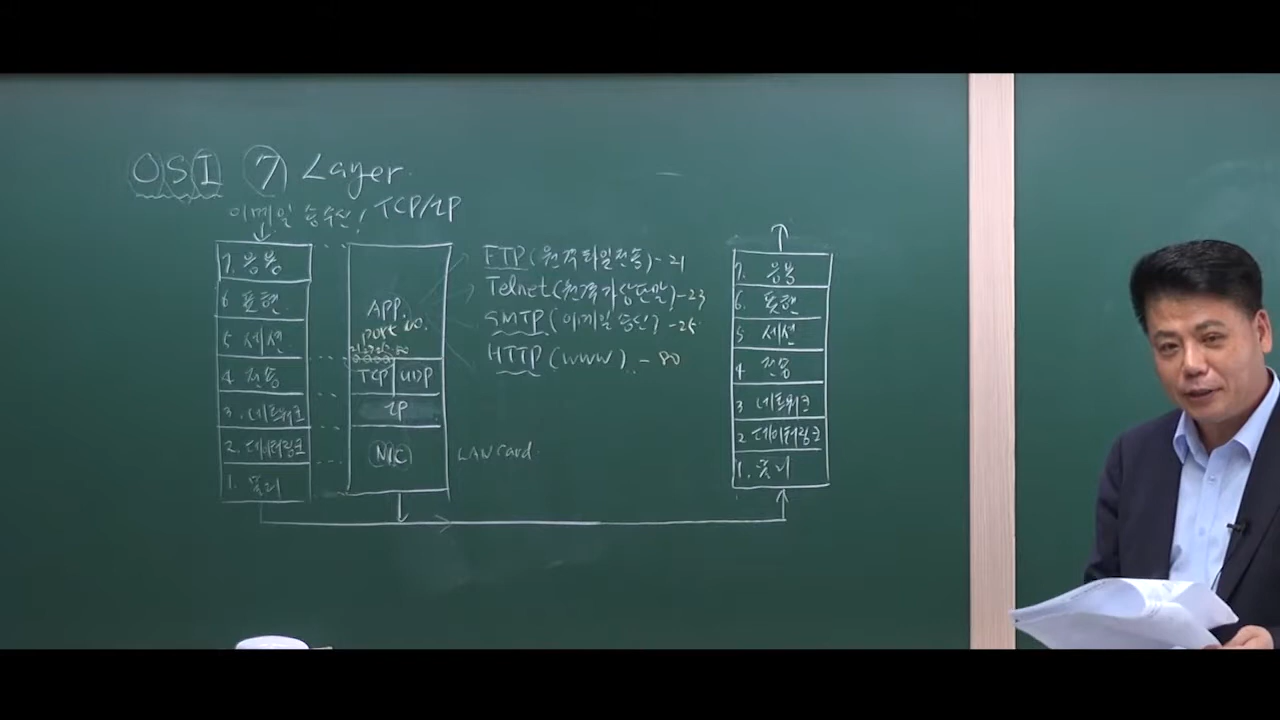 OSI 7 Layer.
이메일 송수신! TCP/IP
7. 응용
6 표현
5 세션
4 전송
3. 네트워크
2. 데이터링크
1. 물리
APP.
port no.
TCP UDP
IP
NIC
FTP (원격파일전송) - 21
Telnet (원격가상단말) - 23
SMTP (이메일 송신) - 25
HTTP (www) - 80
LAN card
7. 응용
6. 표현
5 세션
4 전송
3 네트워크
2 데이터링크
1. 물리